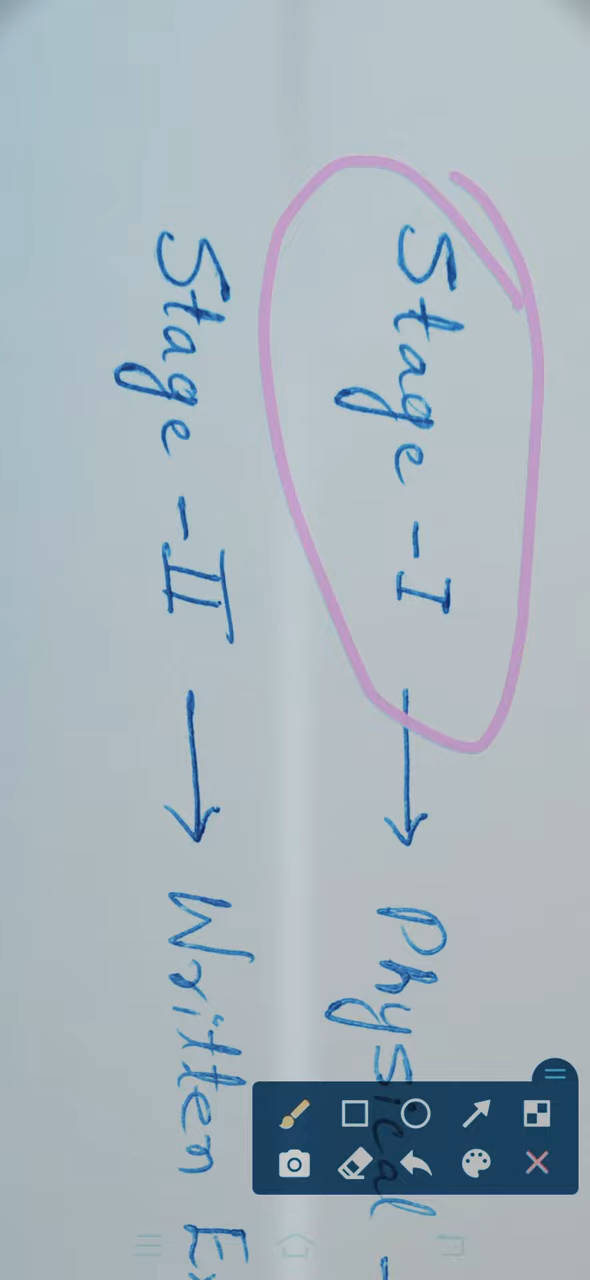 Stage - I → Physical -
Stage - II → Written